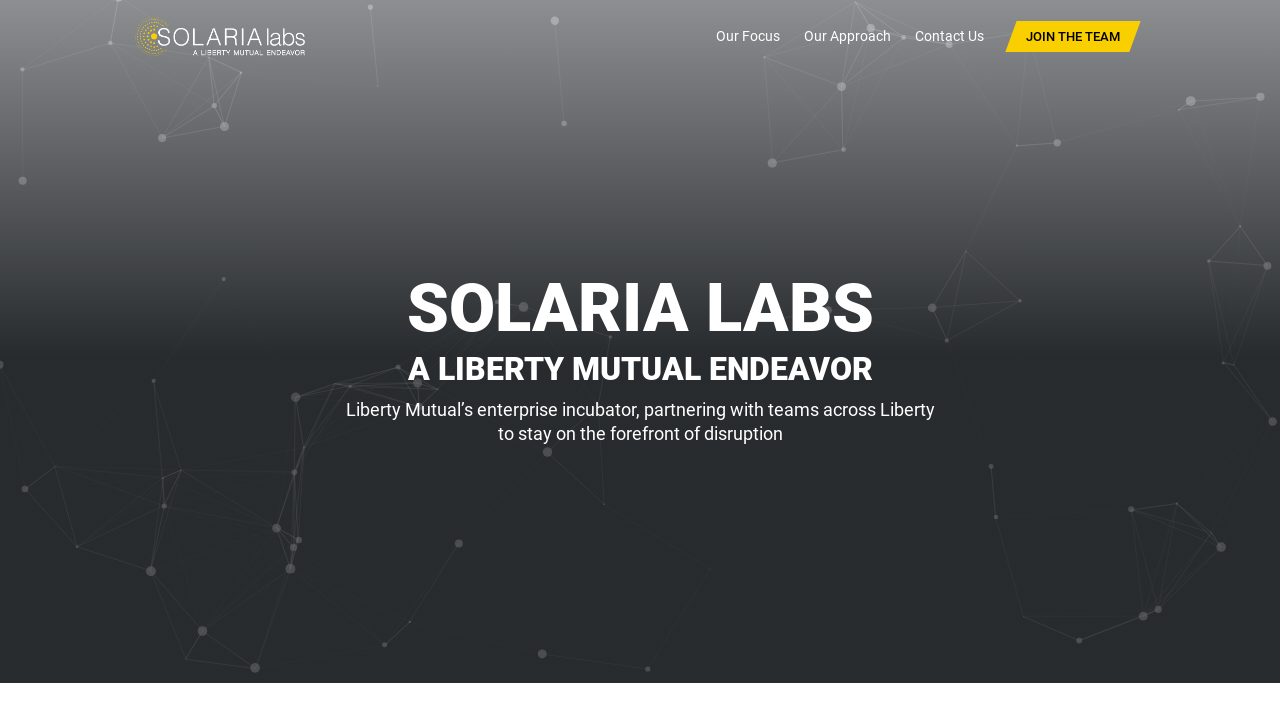 SOLARIA labs
A LIBERTY MUTUAL ENDEAVOR
Our Focus
Our Approach
Contact Us
JOIN THE TEAM
SOLARIA LABS
A LIBERTY MUTUAL ENDEAVOR
Liberty Mutual’s enterprise incubator, partnering with teams across Liberty
to stay on the forefront of disruption